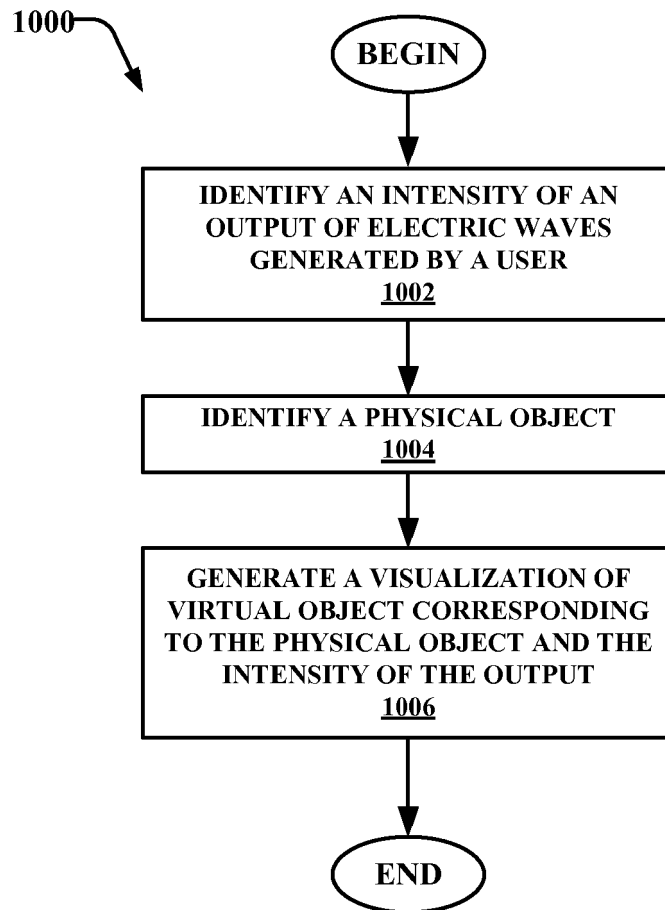 1000
BEGIN
IDENTIFY AN INTENSITY OF AN
OUTPUT OF ELECTRIC WAVES
GENERATED BY A USER
1002
IDENTIFY A PHYSICAL OBJECT
1004
GENERATE A VISUALIZATION OF
VIRTUAL OBJECT CORRESPONDING
TO THE PHYSICAL OBJECT AND THE
INTENSITY OF THE OUTPUT
1006
END